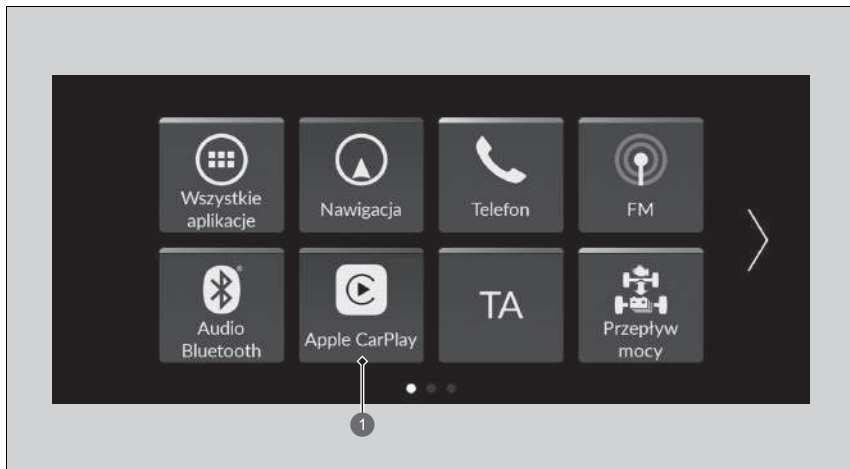 Wszystkie
aplikacje
Nawigacja
Telefon
FM
Audio
Bluetooth
Apple CarPlay
TA
Przepływ
mocy
1